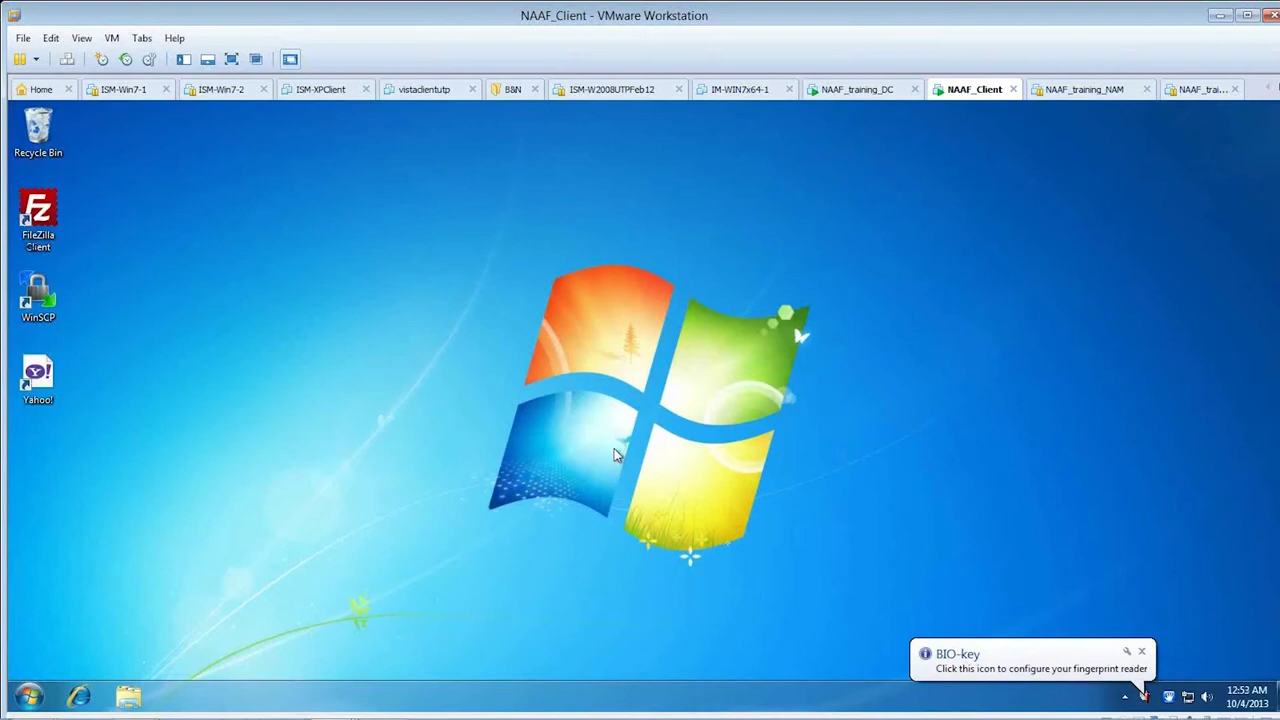 NAAF_Client - VMware Workstation
File Edit View VM Tabs Help
Home ISM-Win7-1 ISM-Win7-2 ISM-XPClient vistadientutp B&N ISM-W2008UTPFeb12 IM-WIN7x64-1 NAAF_training_DC NAAF_Client NAAF_training_NAM NAAF_trai...
Recycle Bin
FileZilla
Client
WinSCP
Yahoo!
BIO-key
Click this icon to configure your fingerprint reader
12:53 AM
10/4/2013